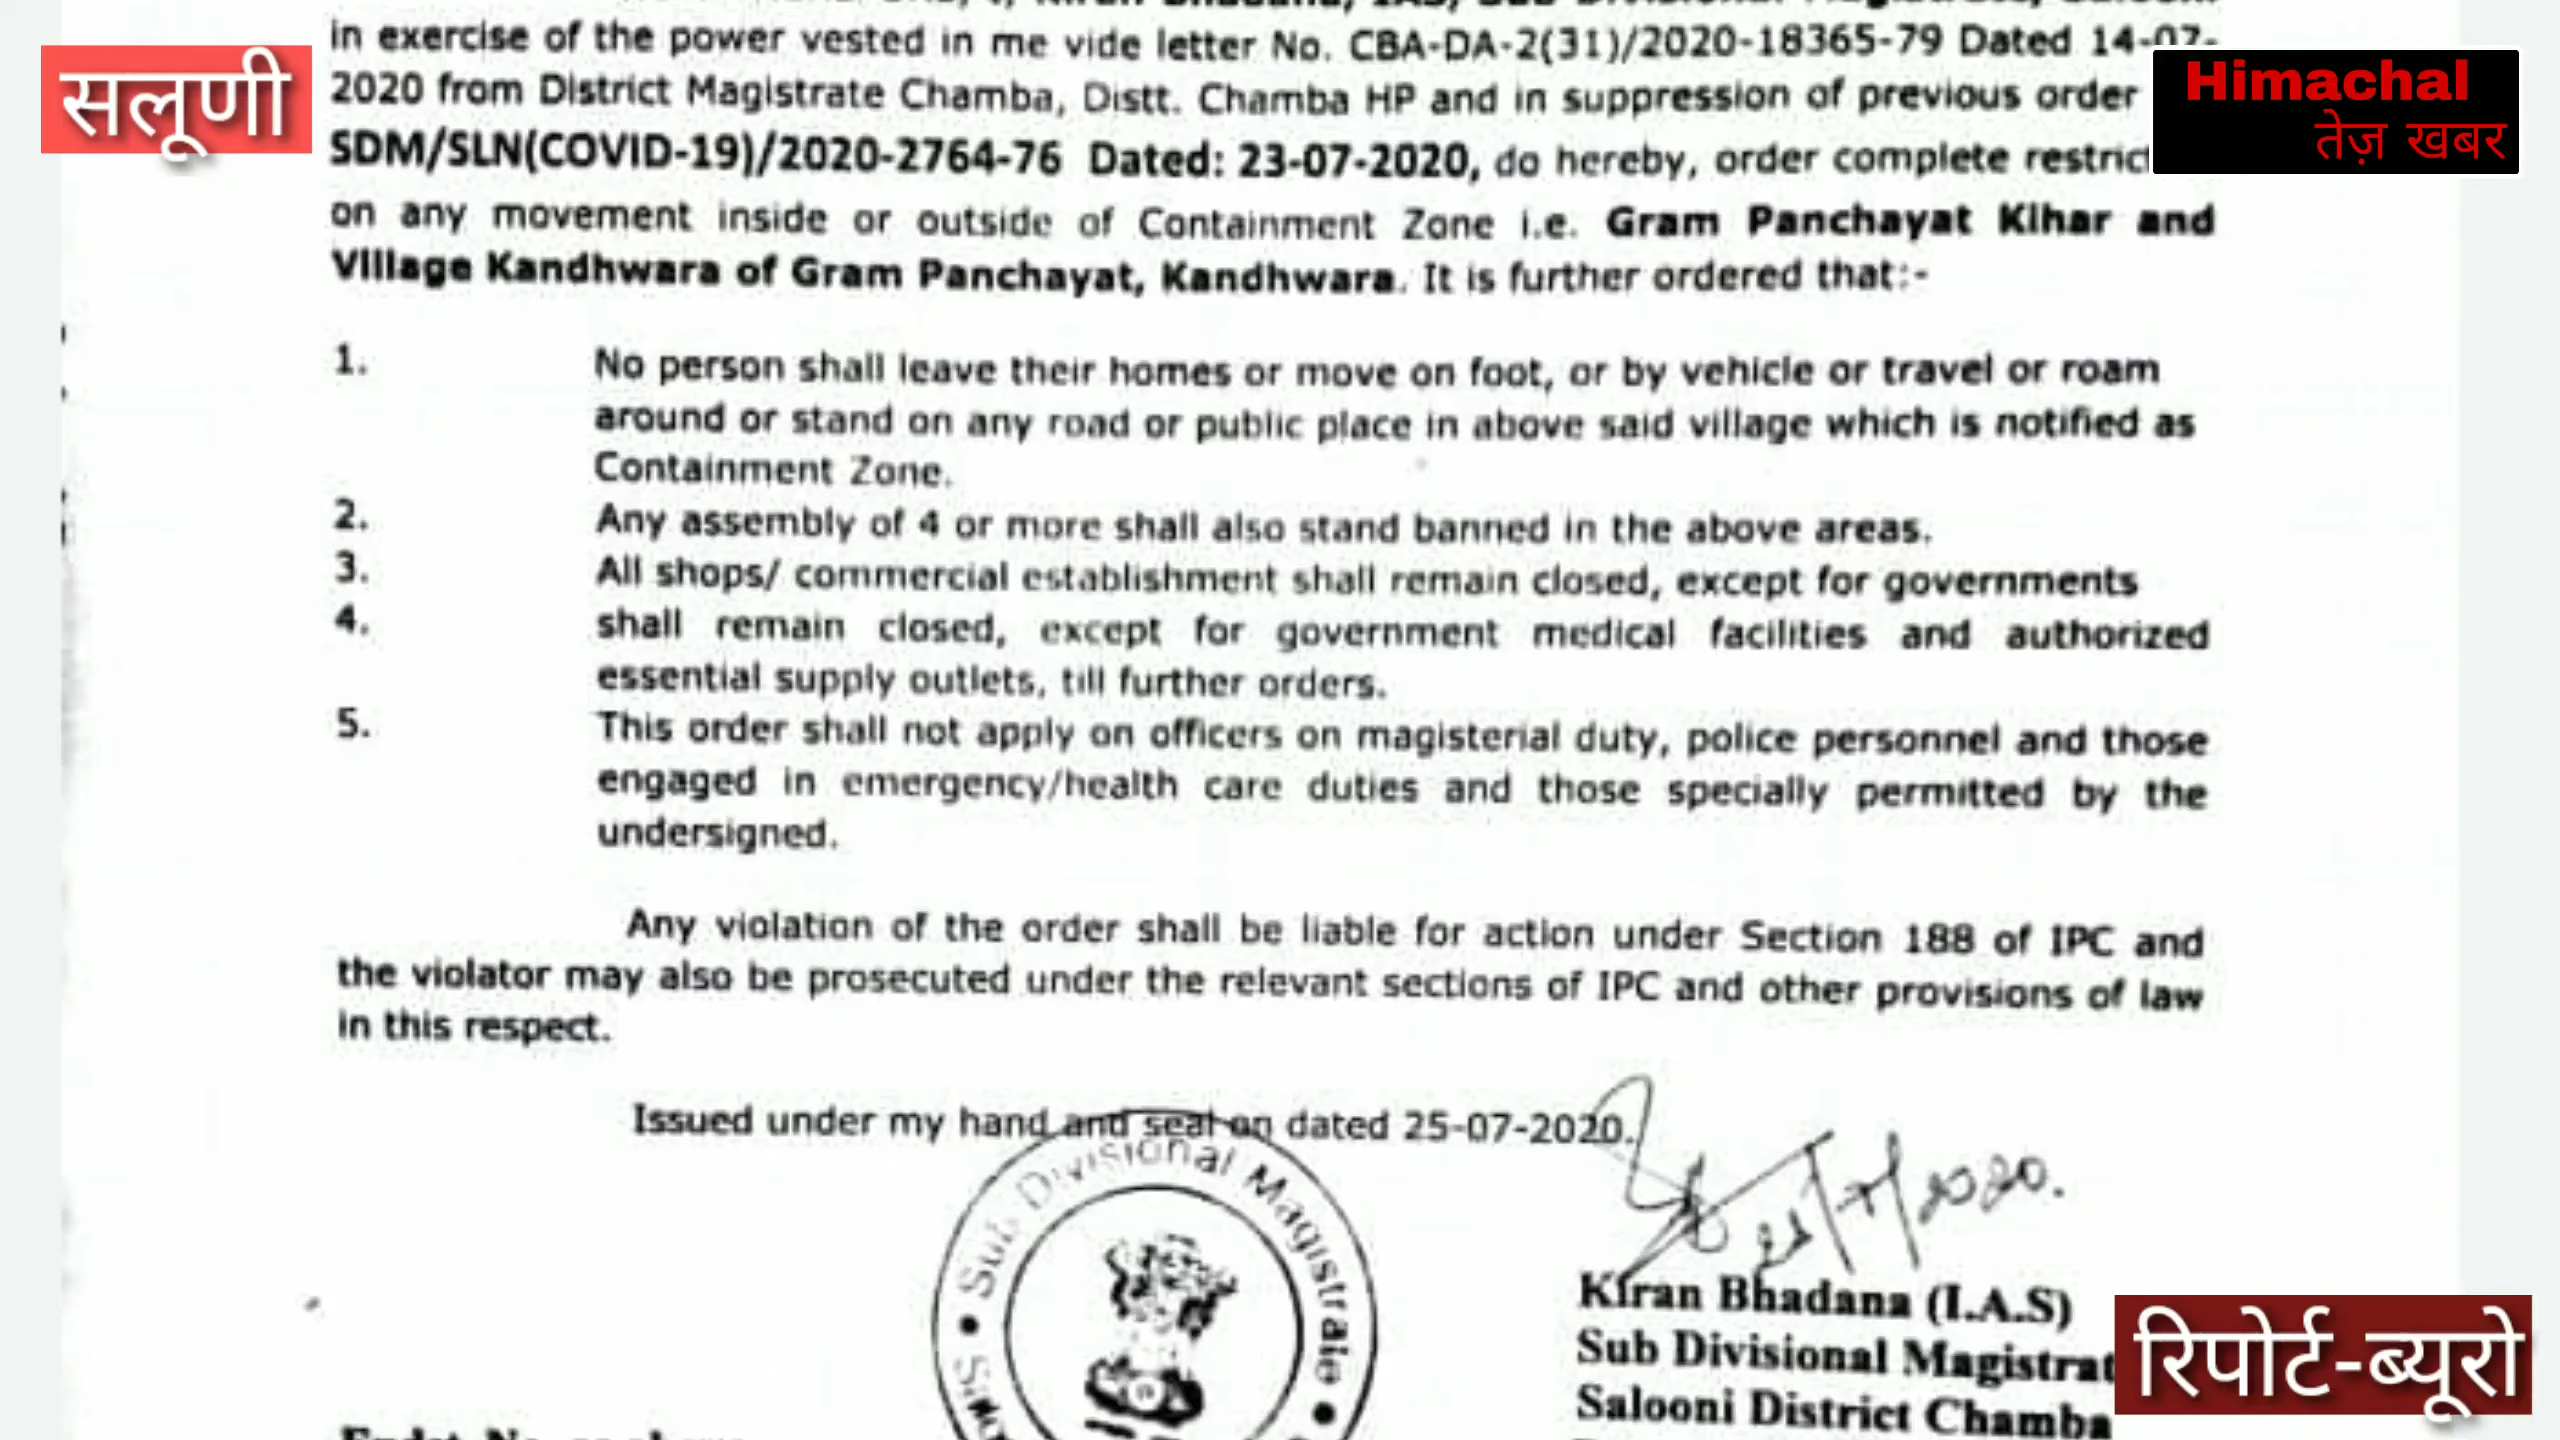 सलूणी
Himachal
तेज़ खबर
in exercise of the power vested in me vide letter No. CBA-DA-2(31)/2020-18365-79 Dated 14-07-
2020 from District Magistrate Chamba, Distt. Chamba HP and in suppression of previous order
SDM/SLN(COVID-19)/2020-2764-76 Dated: 23-07-2020, do hereby, order complete restric
on any movement inside or outside of Containment Zone i.e. Gram Panchayat Kihar and
Village Kandhwara of Gram Panchayat, Kandhwara. It is further ordered that:-
1. No person shall leave their homes or move on foot, or by vehicle or travel or roam
around or stand on any road or public place in above said village which is notified as
Containment Zone.
2. Any assembly of 4 or more shall also stand banned in the above areas.
3. All shops/ commercial establishment shall remain closed, except for governments
4. shall remain closed, except for government medical facilities and authorized
essential supply outlets, till further orders.
5. This order shall not apply on officers on magisterial duty, police personnel and those
engaged in emergency/health care duties and those specially permitted by the
undersigned.
Any violation of the order shall be liable for action under Section 188 of IPC and
the violator may also be prosecuted under the relevant sections of IPC and other provisions of law
in this respect.
Issued under my hand and seal on dated 25-07-2020.
Sub Divisional Magistrate
Kiran Bhadana (I.A.S)
Sub Divisional Magistrat
Salooni District Chamba
रिपोर्ट-ब्यूरो